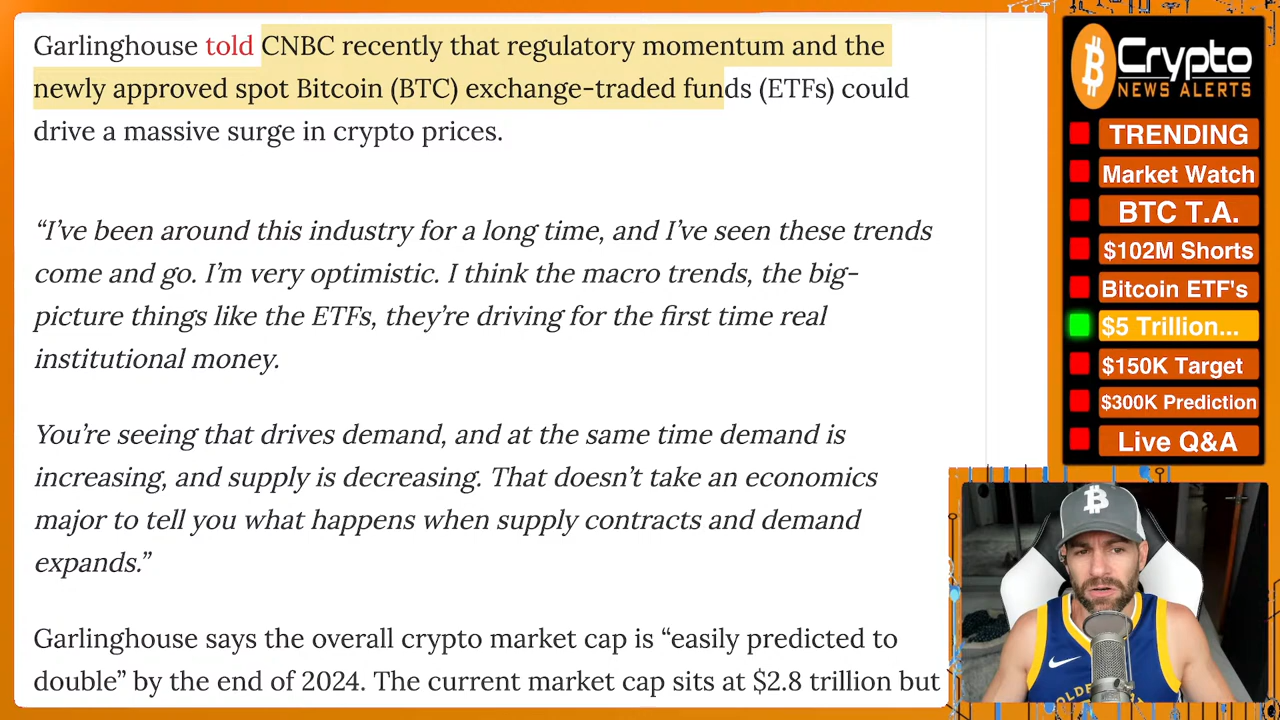 Garlinghouse told CNBC recently that regulatory momentum and the
newly approved spot Bitcoin (BTC) exchange-traded funds (ETFs) could
drive a massive surge in crypto prices.
“I’ve been around this industry for a long time, and I’ve seen these trends
come and go. I’m very optimistic. I think the macro trends, the big-
picture things like the ETFs, they’re driving for the first time real
institutional money.
You’re seeing that drives demand, and at the same time demand is
increasing, and supply is decreasing. That doesn’t take an economics
major to tell you what happens when supply contracts and demand
expands.”
Garlinghouse says the overall crypto market cap is “easily predicted to
double” by the end of 2024. The current market cap sits at $2.8 trillion but
Crypto
NEWS ALERTS
TRENDING
Market Watch
BTC T.A.
$102M Shorts
Bitcoin ETF's
$5 Trillion...
$150K Target
$300K Prediction
Live Q&A